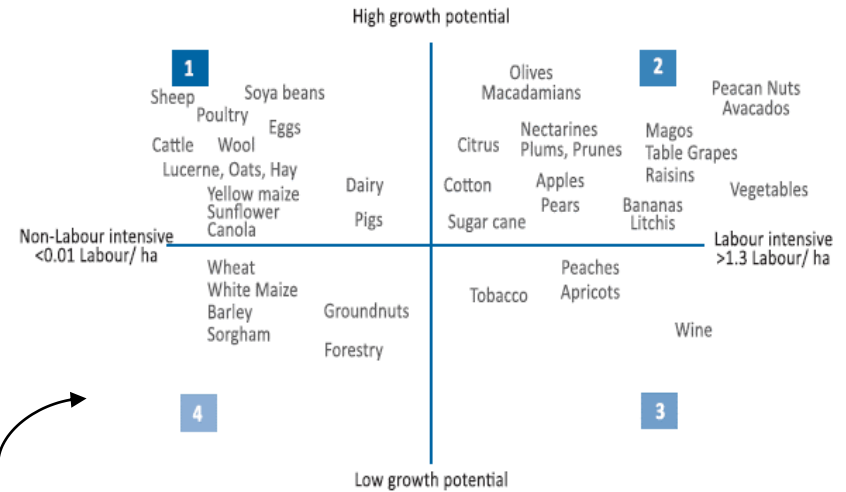 High growth potential
1
2
Sheep
Soya beans
Poultry
Eggs
Cattle
Wool
Lucerne, Oats, Hay
Yellow maize
Sunflower
Canola
Dairy
Pigs
Olives
Macadamians
Peacan Nuts
Avacados
Citrus
Nectarines
Plums, Prunes
Magos
Table Grapes
Raisins
Cotton
Apples
Pears
Vegetables
Sugar cane
Bananas
Litchis
Non-Labour intensive
<0.01 Labour/ ha
Labour intensive
>1.3 Labour/ ha
Wheat
White Maize
Barley
Sorgham
Groundnuts
Forestry
Tobacco
Peaches
Apricots
Wine
4
3
Low growth potential